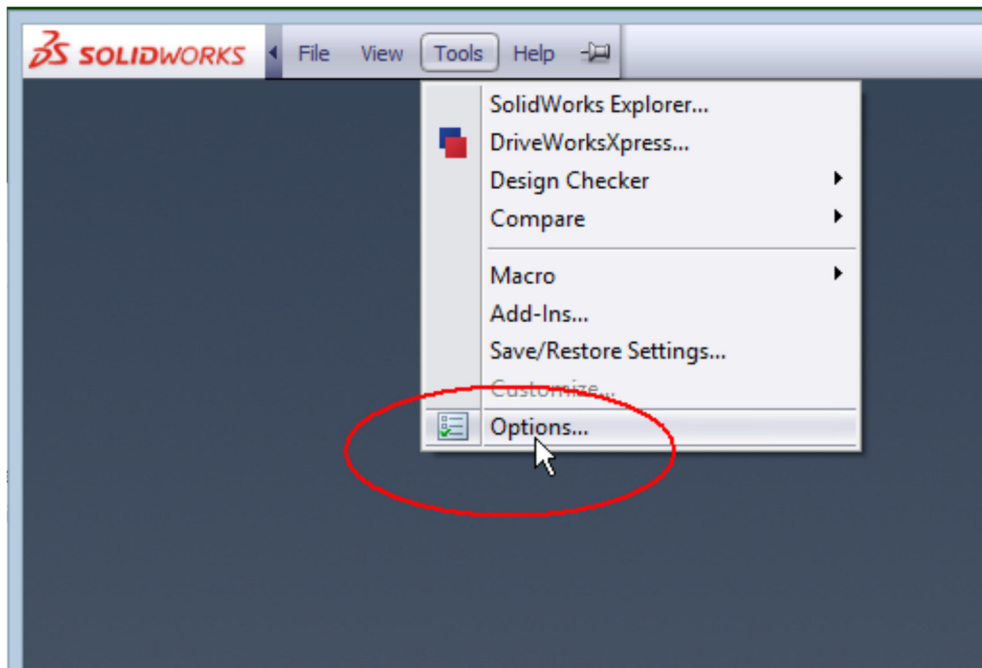 SOLIDWORKS File View Tools Help
SolidWorks Explorer...
DriveWorksXpress...
Design Checker
Compare
Macro
Add-Ins...
Save/Restore Settings...
Customize...
Options...